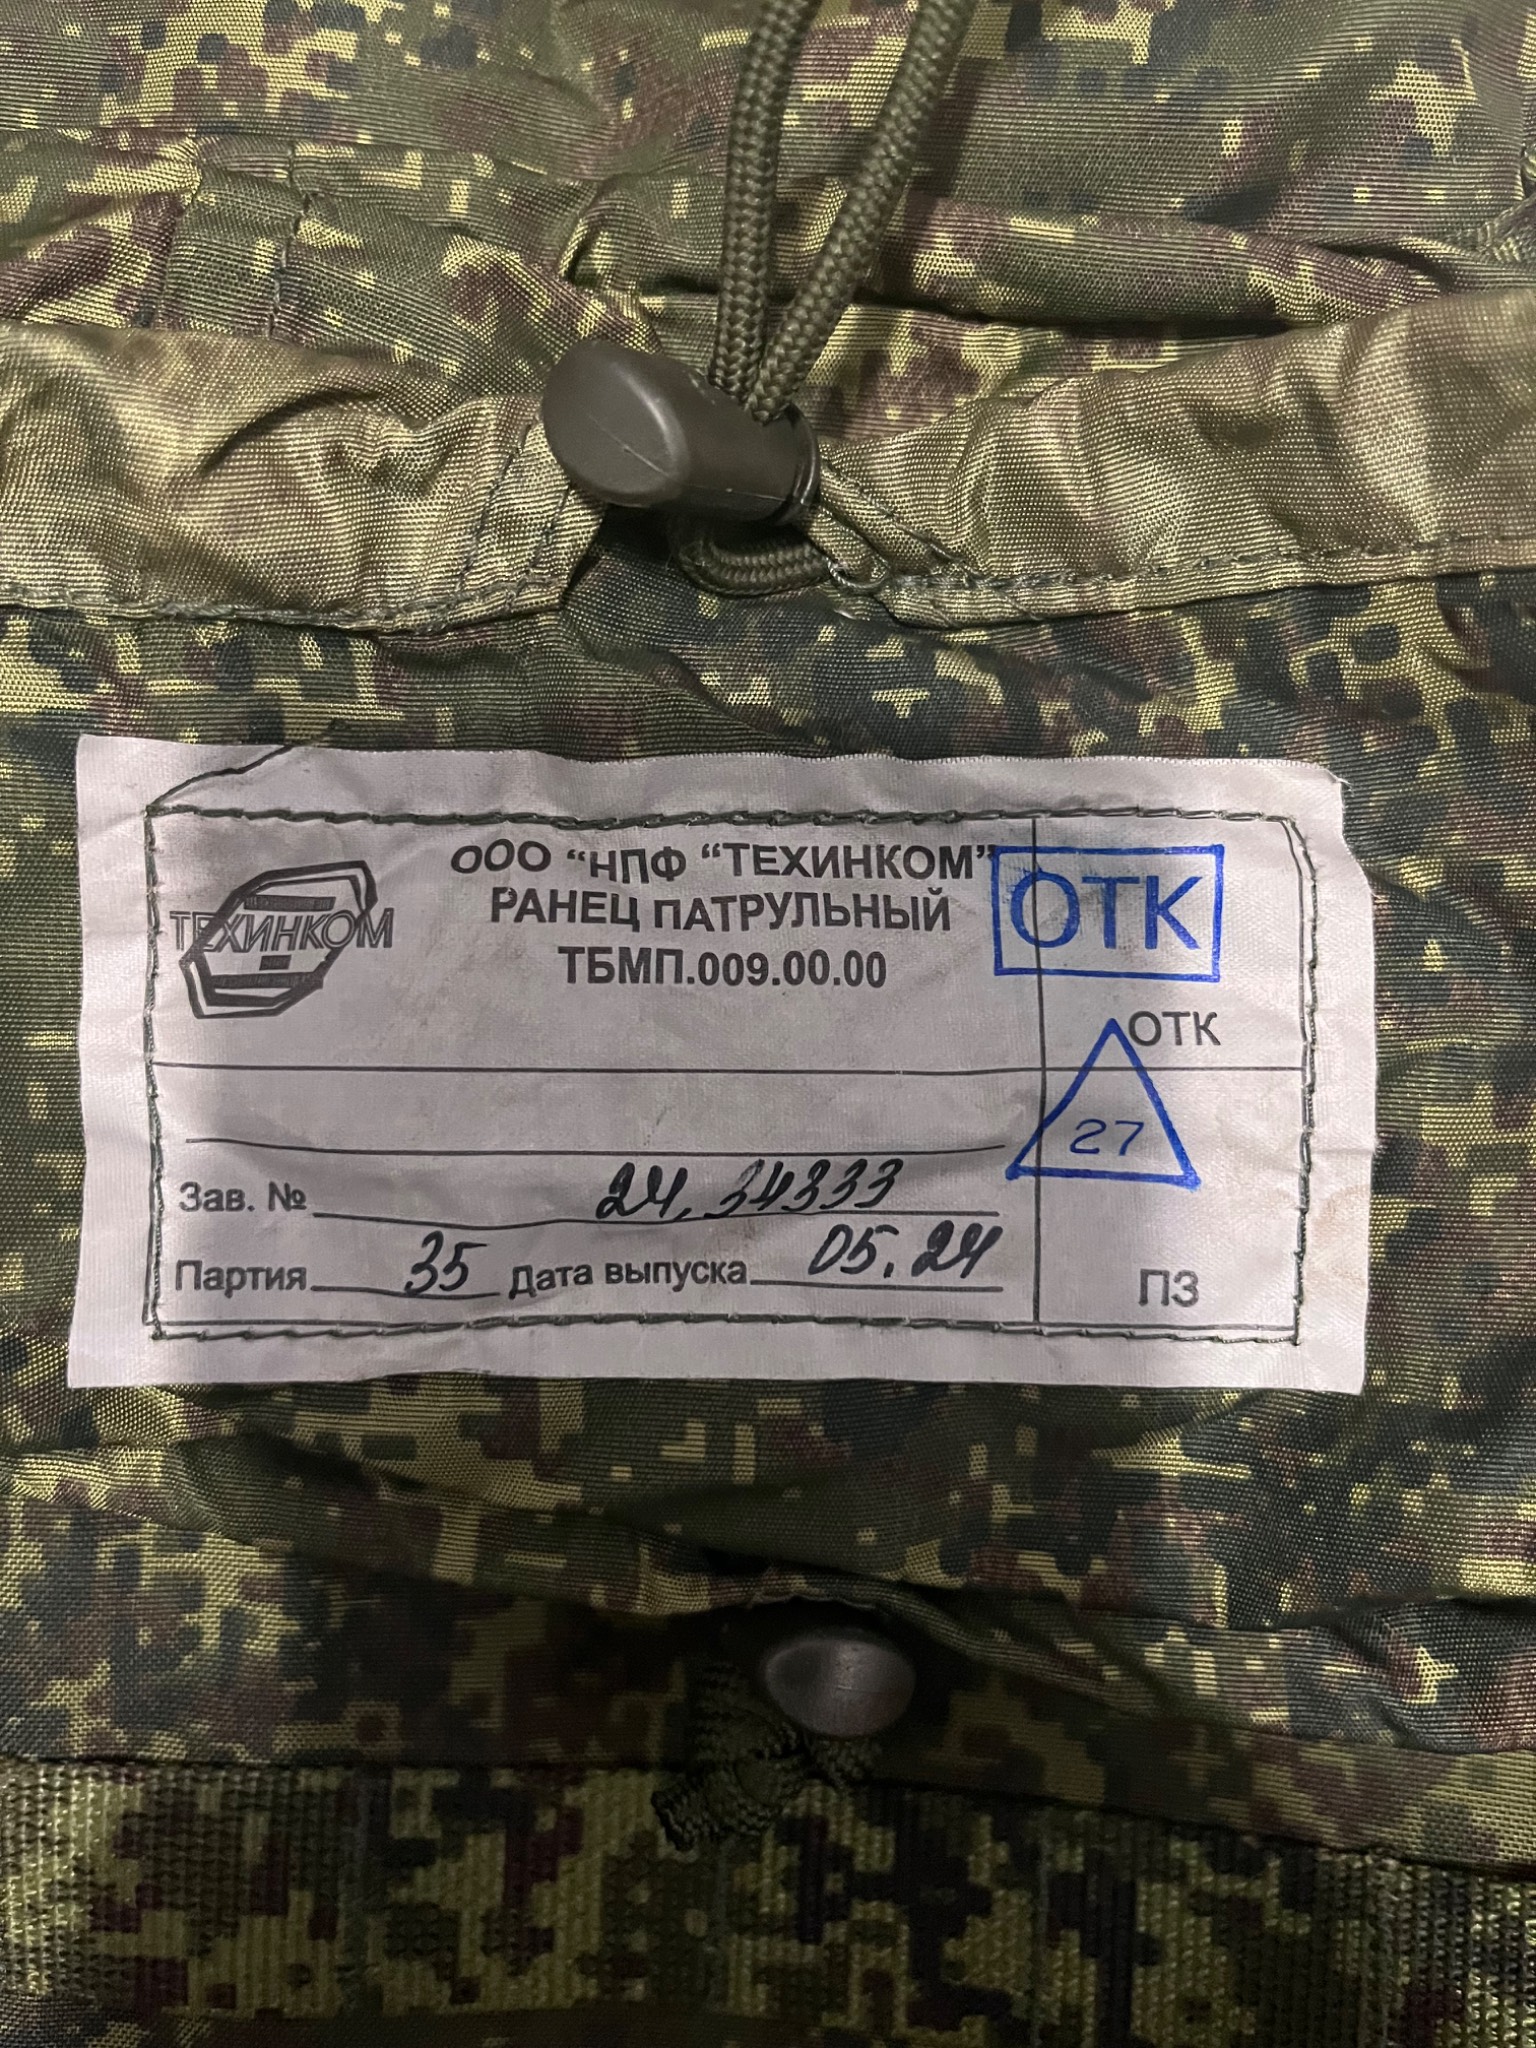 ТЕХИНКОМ
ООО “НПФ “ТЕХИНКОМ”
РАНЕЦ ПАТРУЛЬНЫЙ
ТБМП.009.00.00
ОТК
ОТК
27
Зав. № 24.34333
Партия 35 Дата выпуска 05.24
ПЗ